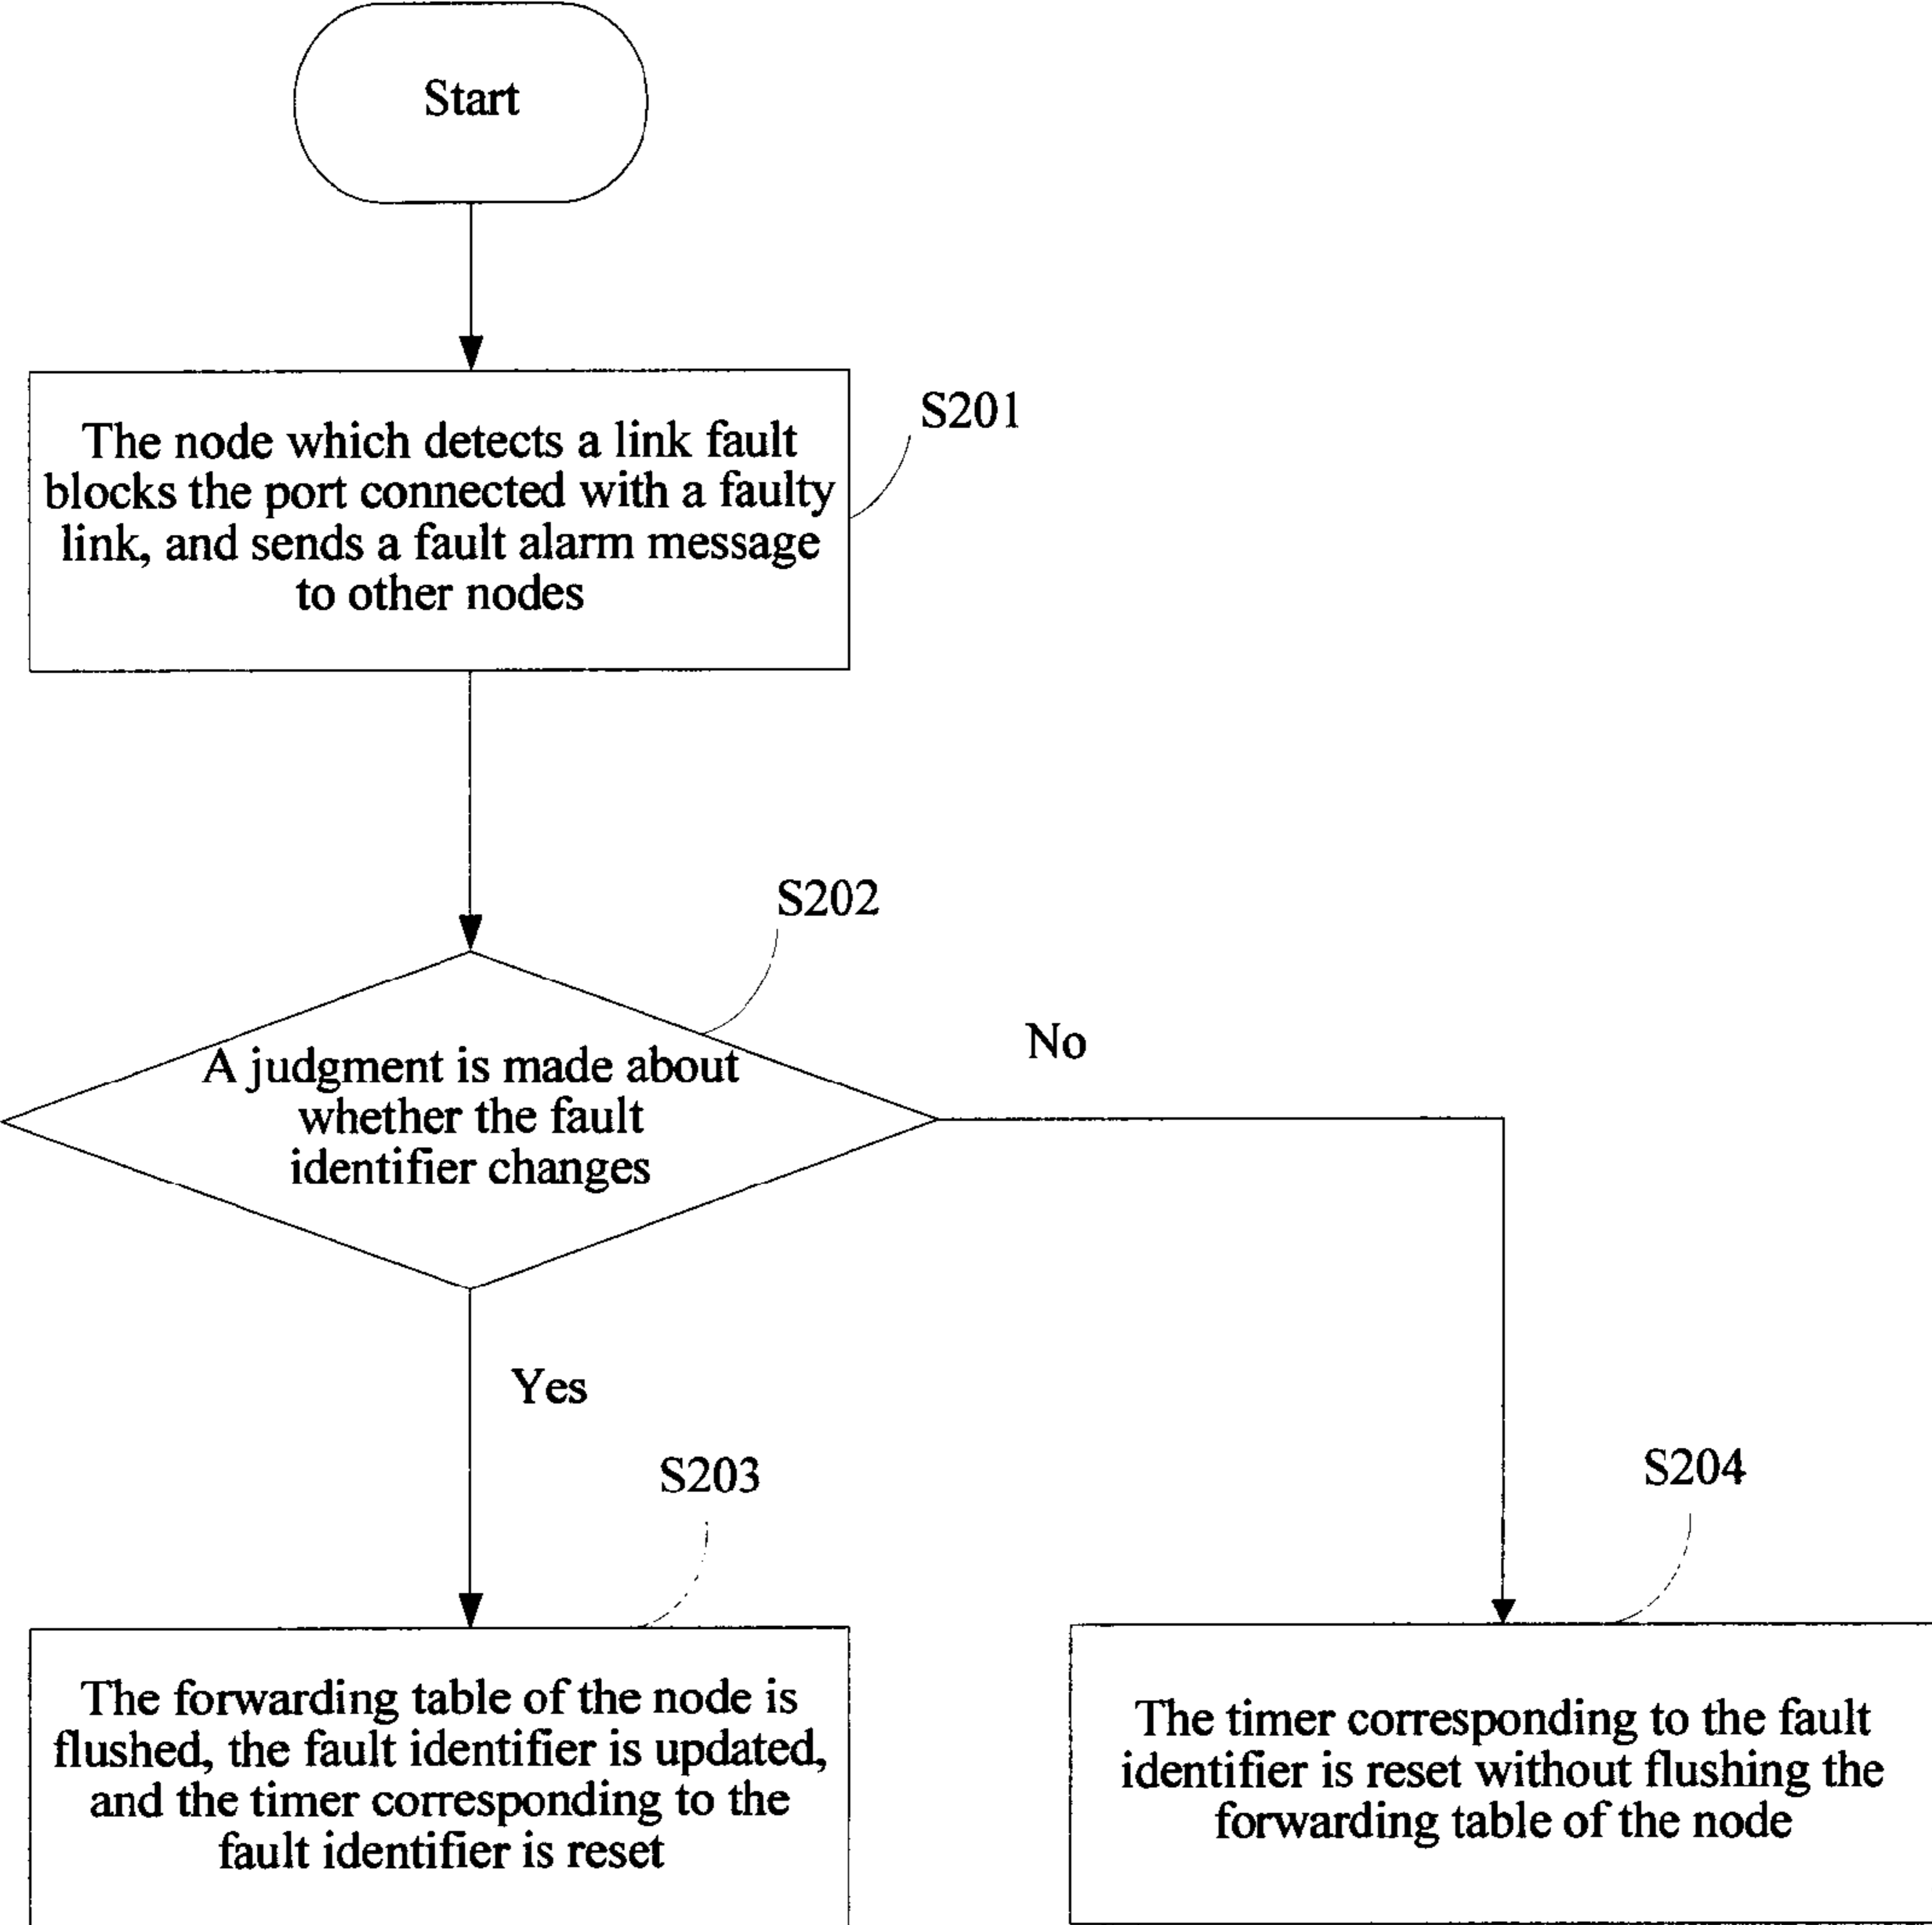 Start
S201
The node which detects a link fault
blocks the port connected with a faulty
link, and sends a fault alarm message
to other nodes
S202
A judgment is made about
whether the fault
identifier changes
No
Yes
S203
S204
The forwarding table of the node is
flushed, the fault identifier is updated,
and the timer corresponding to the
fault identifier is reset
The timer corresponding to the fault
identifier is reset without flushing the
forwarding table of the node